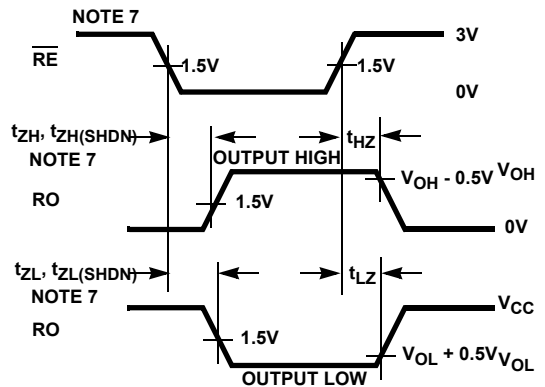 NOTE 7
3V
RE
1.5V
1.5V
0V
tZH, tZH(SHDN)
tHZ
NOTE 7
OUTPUT HIGH
VOH - 0.5V
VOH
RO
1.5V
0V
tZL, tZL(SHDN)
tLZ
NOTE 7
VCC
RO
1.5V
VOL + 0.5V
VOL
OUTPUT LOW